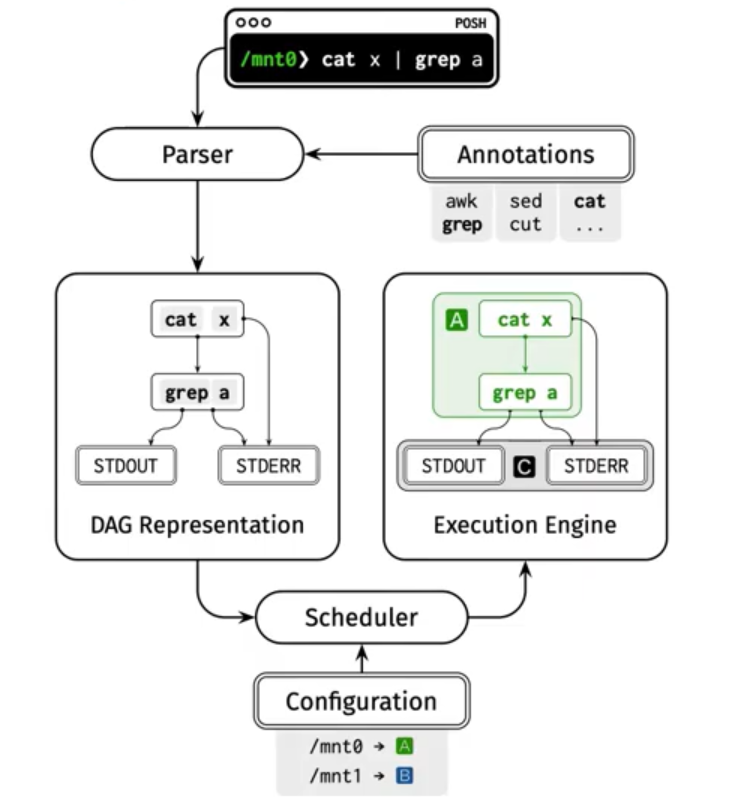 POSH
/mnt0❯ cat x | grep a
Parser
Annotations
awk sed cat
grep cut ...
cat x
grep a
STDOUT STDERR
DAG Representation
A cat x
grep a
STDOUT C STDERR
Execution Engine
Scheduler
Configuration
/mnt0 → A
/mnt1 → B